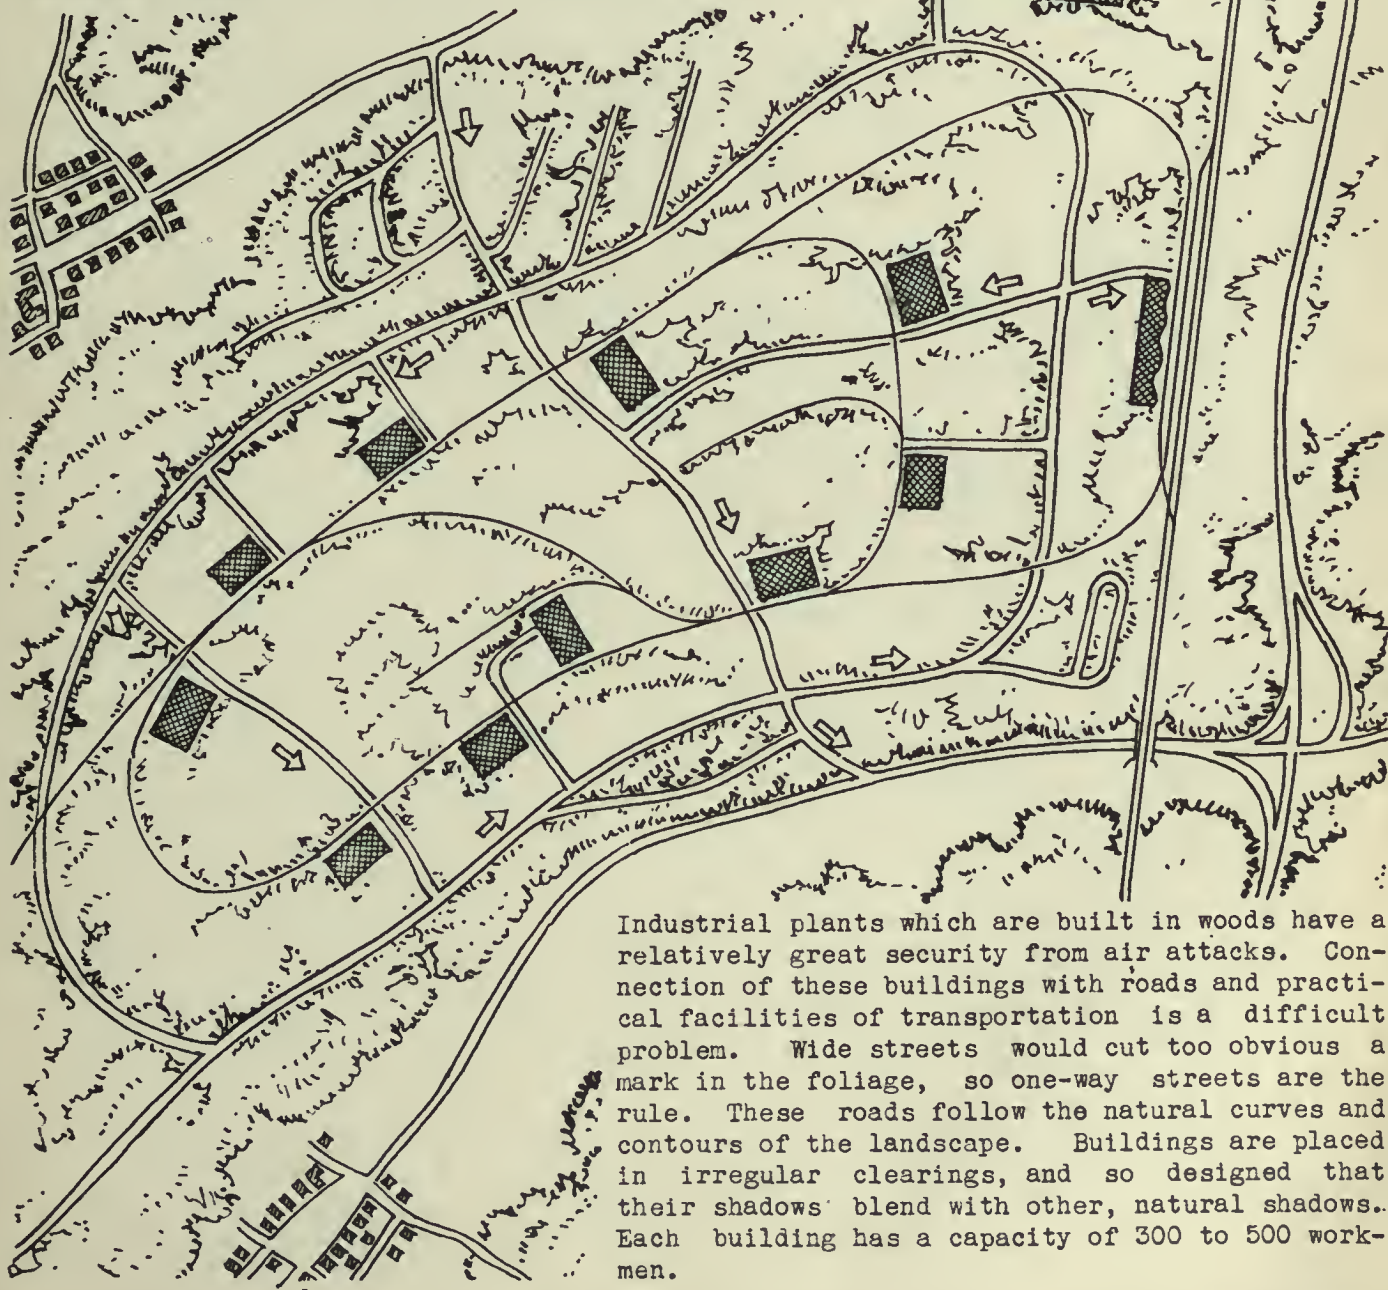 Industrial plants which are built in woods have a
relatively great security from air attacks. Con-
nection of these buildings with roads and practi-
cal facilities of transportation is a difficult
problem. Wide streets would cut too obvious a
mark in the foliage, so one-way streets are the
rule. These roads follow the natural curves and
contours of the landscape. Buildings are placed
in irregular clearings, and so designed that
their shadows blend with other, natural shadows.
Each building has a capacity of 300 to 500 work-
men.